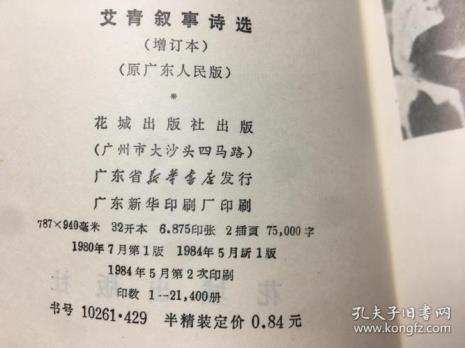 艾青叙事诗选
(增订本)
(原广东人民版)
*
花城出版社出版
(广州市大沙头四马路)
广东省新华书店发行
广东新华印刷厂印刷
787×940毫米 32开本 6.875印张 2插页 75,000字
1980年7月第1版 1984年5月新1版
1984年5月第2次印刷
印数 1—21,400册
书号 10261·429 半精装定价 0.84元
孔夫子旧书网